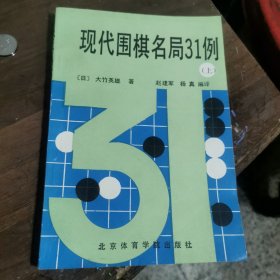 现代围棋名局31例
（上）
〔日〕 大竹英雄 著 赵建军 杨真 编译
31
北京体育学院出版社